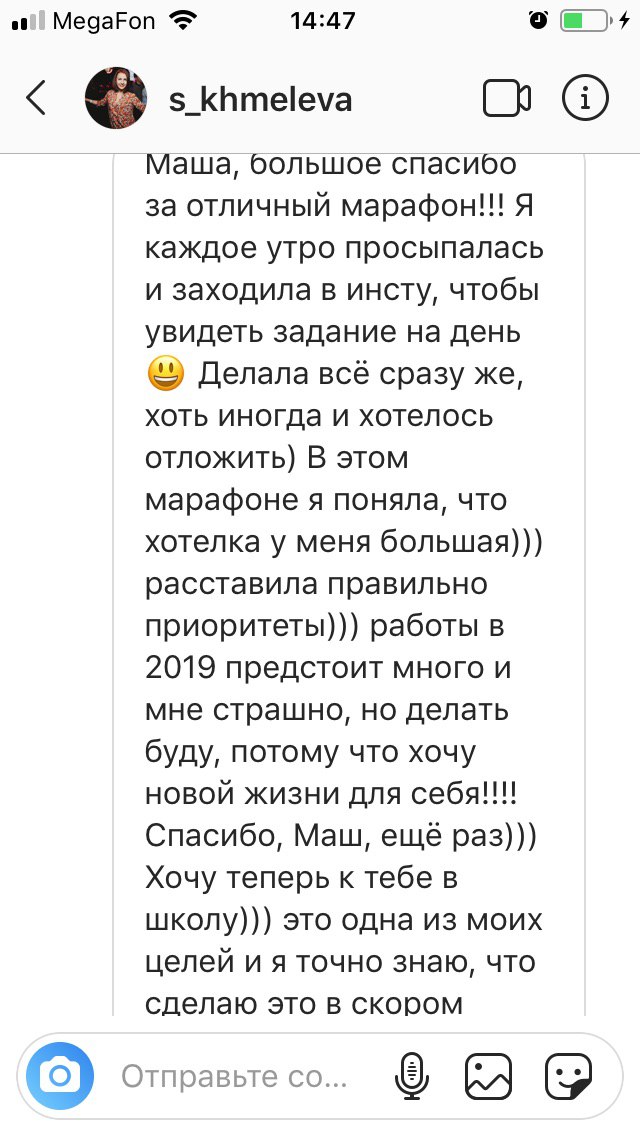 MegaFon 14:47
s_khmeleva
Маша, большое спасибо
за отличный марафон!!! Я
каждое утро просыпалась
и заходила в инсту, чтобы
увидеть задание на день
😃 Делала всё сразу же,
хоть иногда и хотелось
отложить) В этом
марафоне я поняла, что
хотелка у меня большая)))
расставила правильно
приоритеты))) работы в
2019 предстоит много и
мне страшно, но делать
буду, потому что хочу
новой жизни для себя!!!!
Спасибо, Маш, ещё раз)))
Хочу теперь к тебе в
школу))) это одна из моих
целей и я точно знаю, что
сделаю это в скором
Отправьте со...